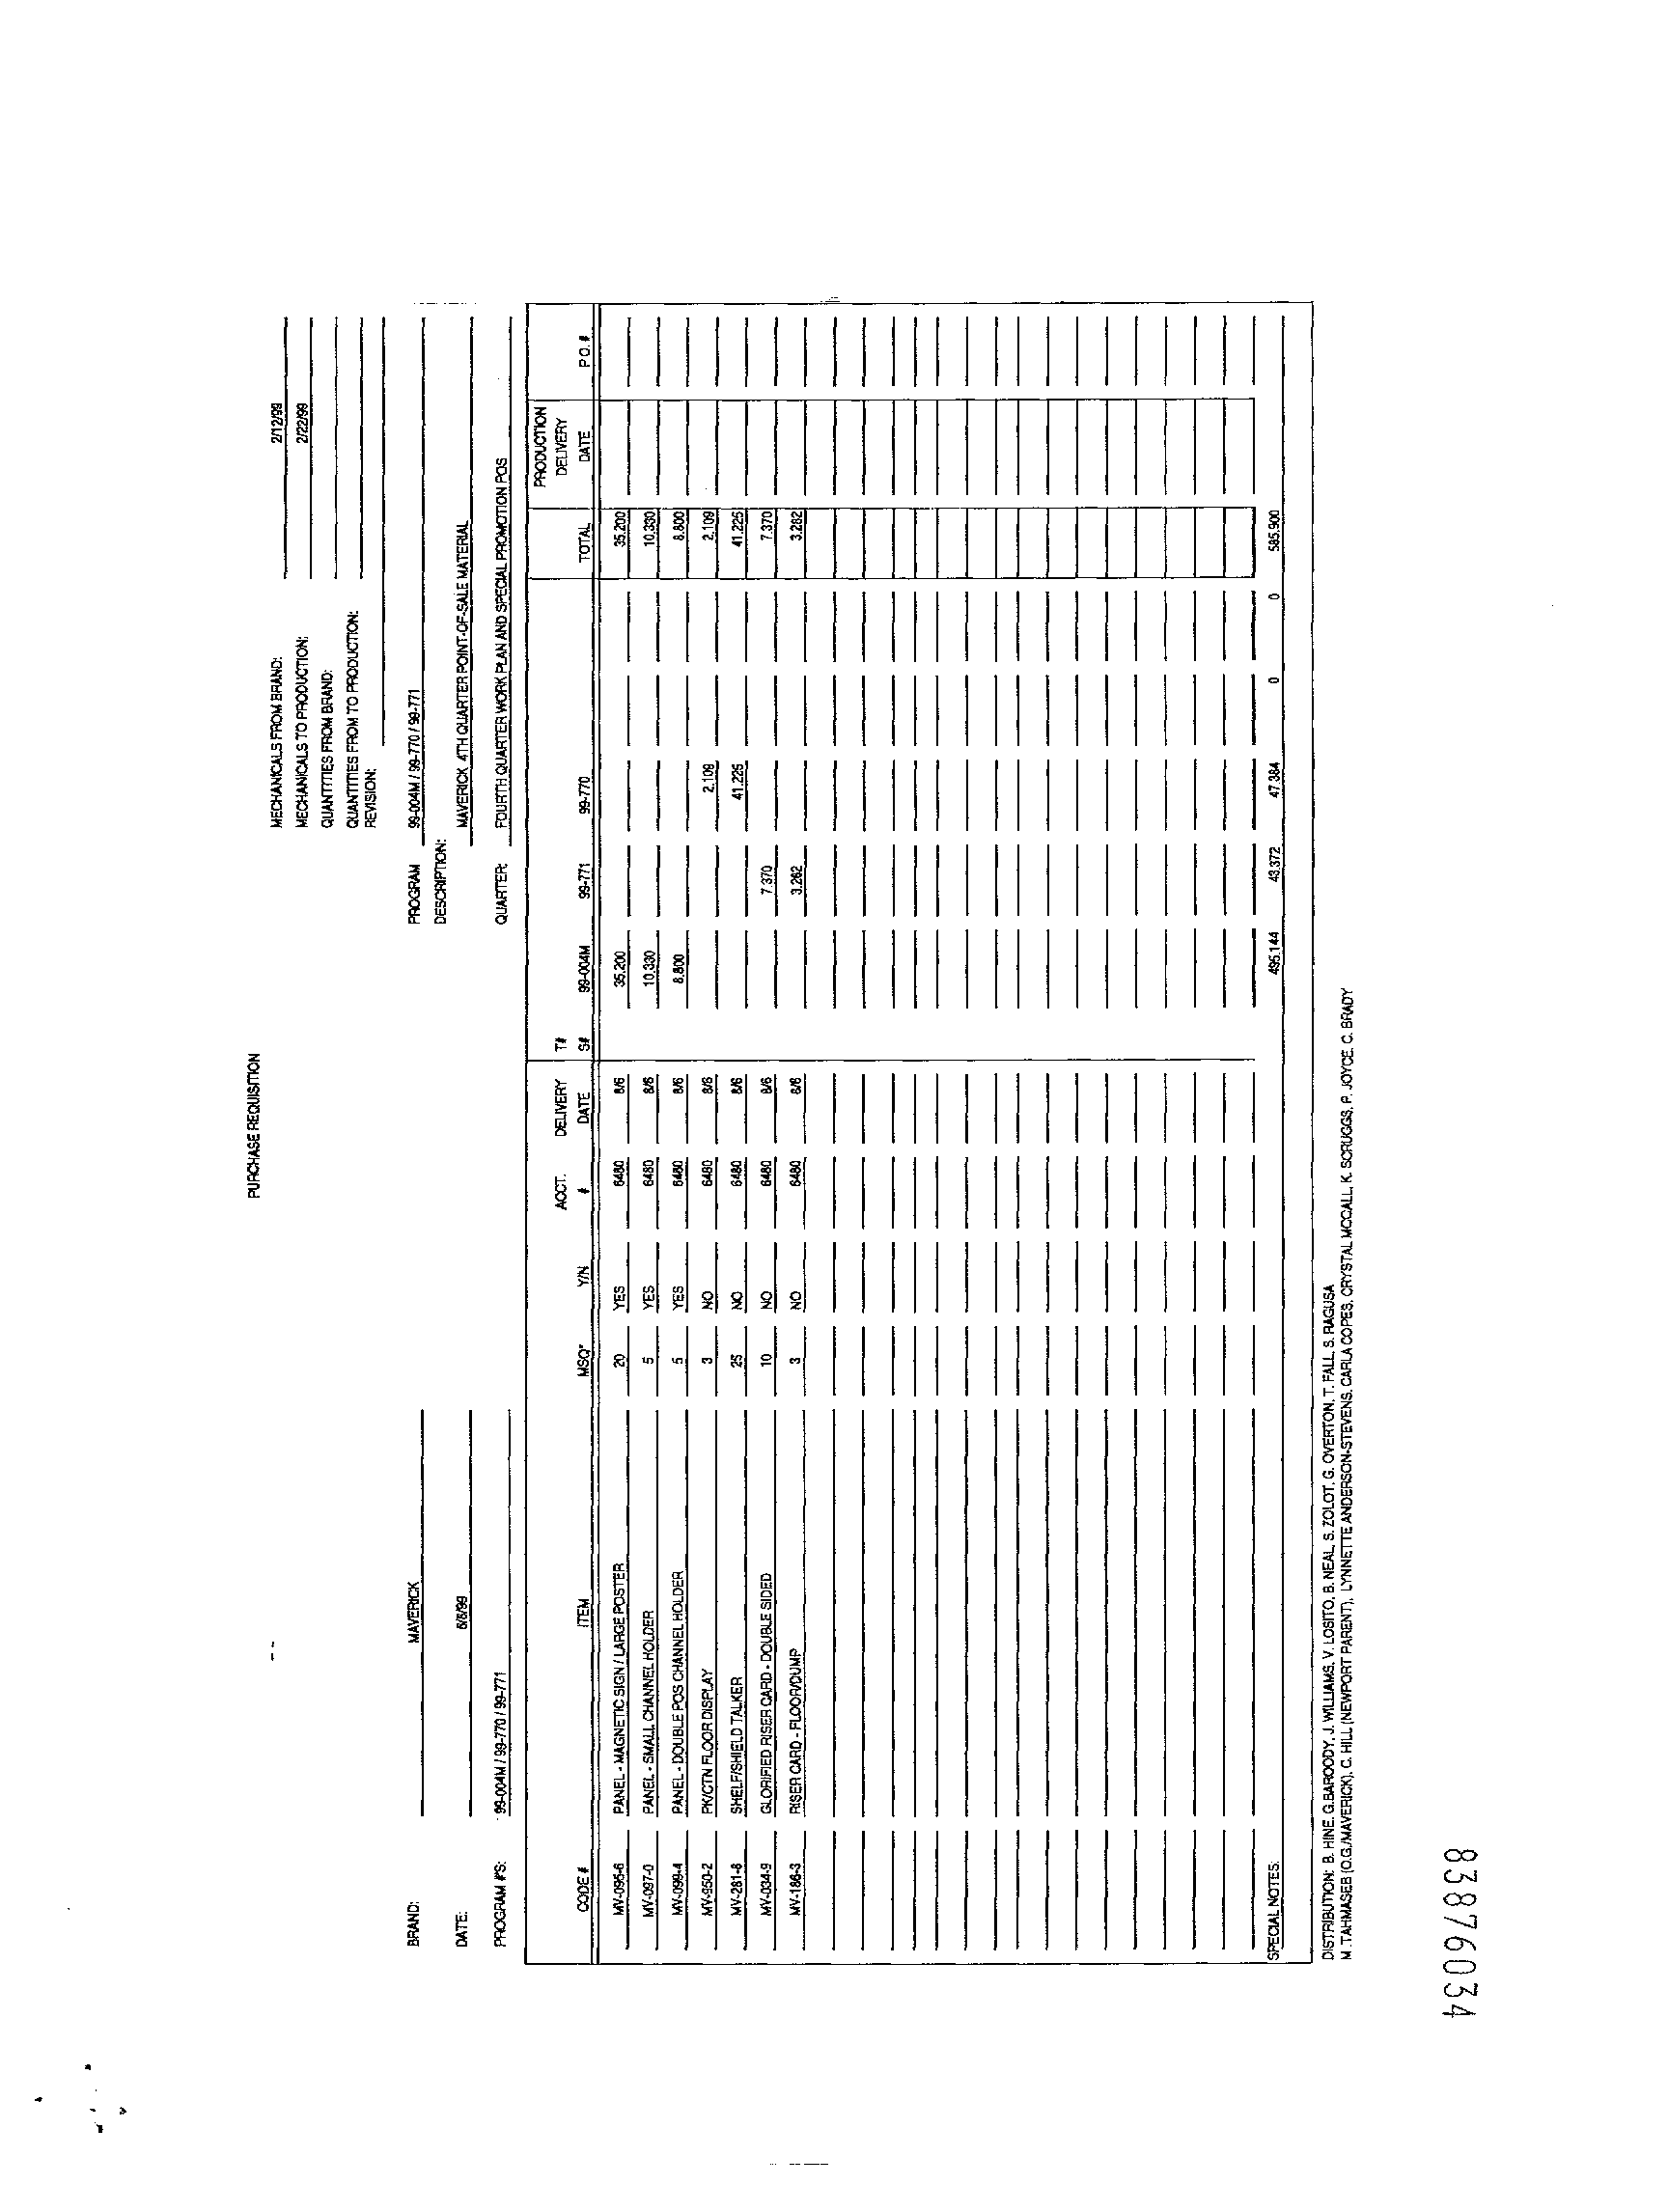 PURCHASE REQUISITION
MECHANICALS FROM BRAND: 2/12/99
MECHANICALS TO PRODUCTION: 2/22/99
QUANTITIES FROM BRAND:
QUANTITIES FROM TO PRODUCTION:
REVISION:
BRAND: MAVERICK PROGRAM 99-004M / 99-770 / 99-771
DESCRIPTION:
DATE: MAVERICK 4TH QUARTER POINT-OF-SALE MATERIAL
PROGRAM #'S: 99-004M / 99-770 / 99-771 QUARTER: FOURTH QUARTER WORK PLAN AND SPECIAL PROMOTION POS
PRODUCTION
ACCT. DELIVERY T# DELIVERY
CODE # ITEM MSQ* Y/N # DATE S# 99-004M 99-771 99-770 TOTAL DATE P.O. #
PANEL - MAGNETIC SIGN / LARGE POSTER 20 YES 6480 8/6 35,200 35,200
MV-097-0 PANEL - SMALL CHANNEL HOLDER 5 YES 6480 8/6 10,330 10,330
MV-099-4 PANEL - DOUBLE POS CHANNEL HOLDER 5 YES 6480 8/6 8,800 8,800
MV-950-2 PK/CTN FLOOR DISPLAY 3 NO 6480 8/6 2,109 2,109
MV-281-8 SHELF/SHIELD TALKER 25 NO 6480 8/6 41,225 41,225
MV-034-9 GLORIFIED RISER CARD - DOUBLE SIDED 10 NO 6480 8/6 7,370 7,370
MV-186-3 RISER CARD - FLOOR/DUMP 3 NO 6480 8/6 3,282 3,282
SPECIAL NOTES: 495,144 43,372 47,384 0 0 585,900
DISTRIBUTION: B. HINE, G.BAROODY, J. WILLIAMS, V. LOSITO, B. NEAL, S. ZOLOT, G. OVERTON, T. FALL, S. RAGUSA
M. TAHMASEB (O.G./MAVERICK), C. HILL (NEWPORT PARENT), LYNNETTE ANDERSON-STEVENS, CARLA COPES, CRYSTAL MCCALL, K. SCRUGGS, P. JOYCE, C. BRADY
83876034